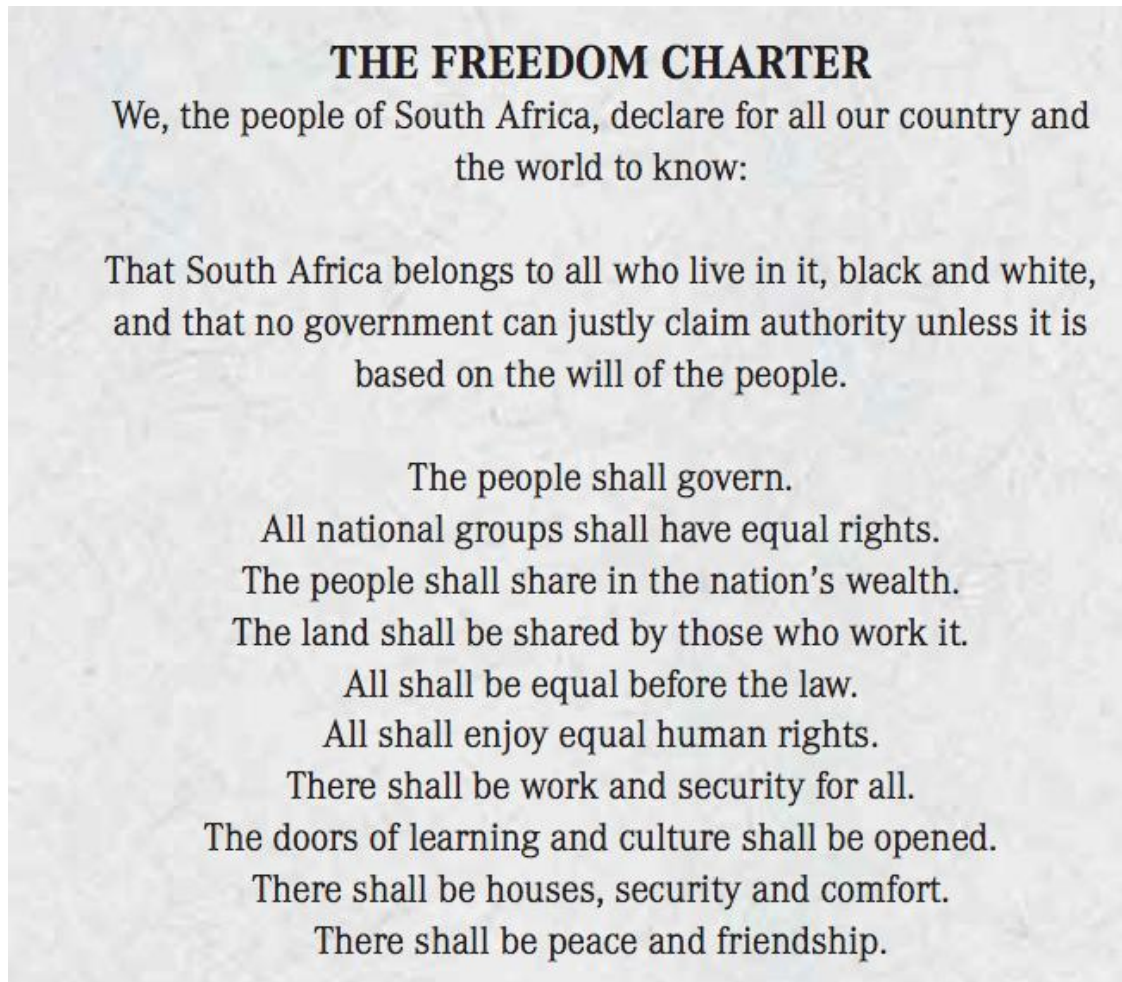 THE FREEDOM CHARTER
We, the people of South Africa, declare for all our country and
the world to know:
That South Africa belongs to all who live in it, black and white,
and that no government can justly claim authority unless it is
based on the will of the people.
The people shall govern.
All national groups shall have equal rights.
The people shall share in the nation’s wealth.
The land shall be shared by those who work it.
All shall be equal before the law.
All shall enjoy equal human rights.
There shall be work and security for all.
The doors of learning and culture shall be opened.
There shall be houses, security and comfort.
There shall be peace and friendship.